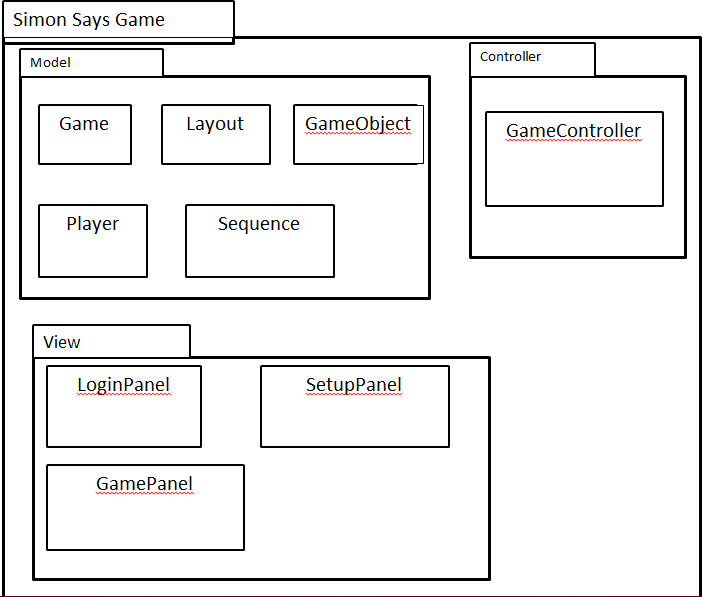 Simon Says Game
Model
Controller
Game
Layout
GameObject
GameController
Player
Sequence
View
LoginPanel
SetupPanel
GamePanel